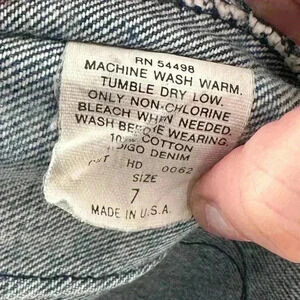 RN 54498
MACHINE WASH WARM.
TUMBLE DRY LOW.
ONLY NON-CHLORINE
BLEACH WHEN NEEDED.
WASH BEFORE WEARING.
COTTON
DENIM
HD 0062
SIZE
7
MADE IN U.S.A.